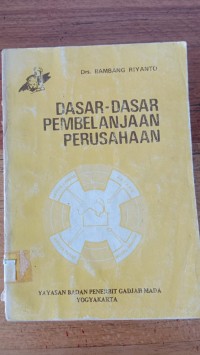 Drs. BAMBANG RIYANTO
DASAR-DASAR
PEMBELANJAAN
PERUSAHAAN
YAYASAN BADAN PENERBIT GADJAH MADA
YOGYAKARTA